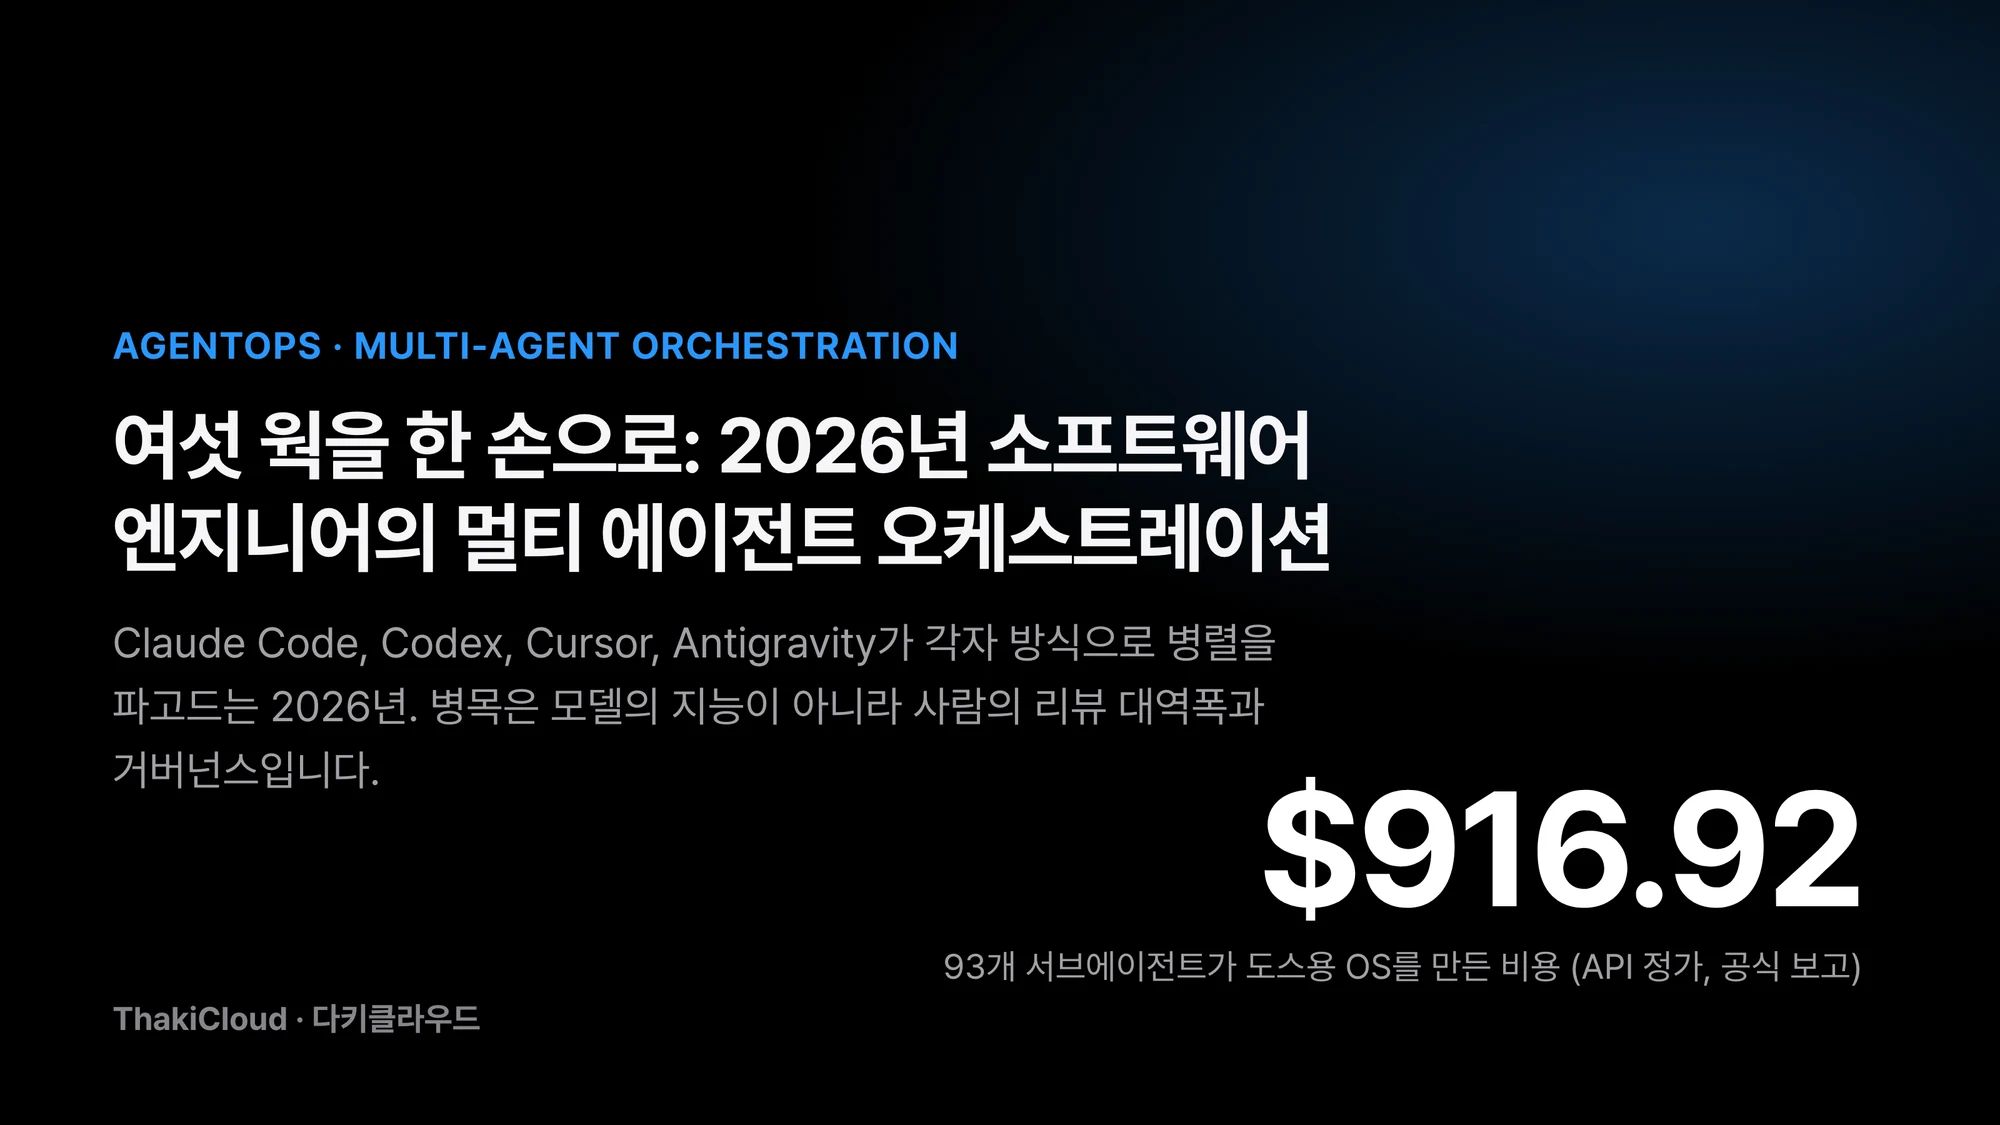 AGENTOPS · MULTI-AGENT ORCHESTRATION
여섯 웍을 한 손으로: 2026년 소프트웨어
엔지니어의 멀티 에이전트 오케스트레이션
Claude Code, Codex, Cursor, Antigravity가 각자 방식으로 병렬을
파고드는 2026년. 병목은 모델의 지능이 아니라 사람의 리뷰 대역폭과
거버넌스입니다.
$916.92
93개 서브에이전트가 도스용 OS를 만든 비용 (API 정가, 공식 보고)
ThakiCloud · 다키클라우드